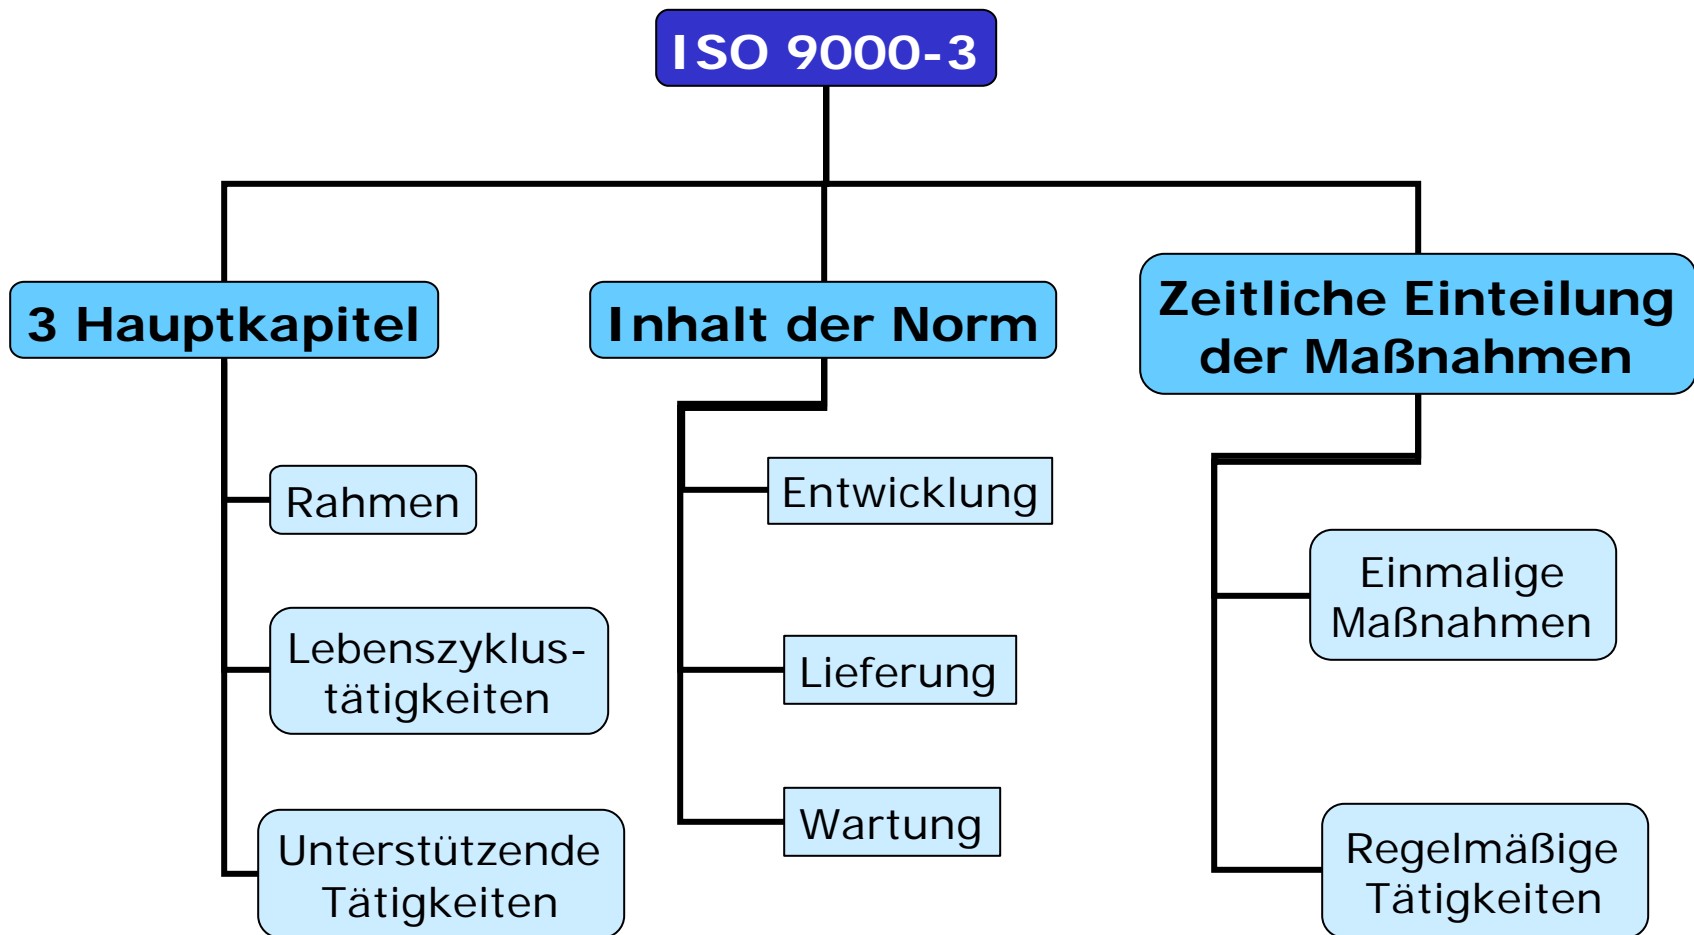 ISO 9000-3
3 Hauptkapitel
Rahmen
Lebenszyklus-
tätigkeiten
Unterstützende
Tätigkeiten
Inhalt der Norm
Entwicklung
Lieferung
Wartung
Zeitliche Einteilung
der Maßnahmen
Einmalige
Maßnahmen
Regelmäßige
Tätigkeiten